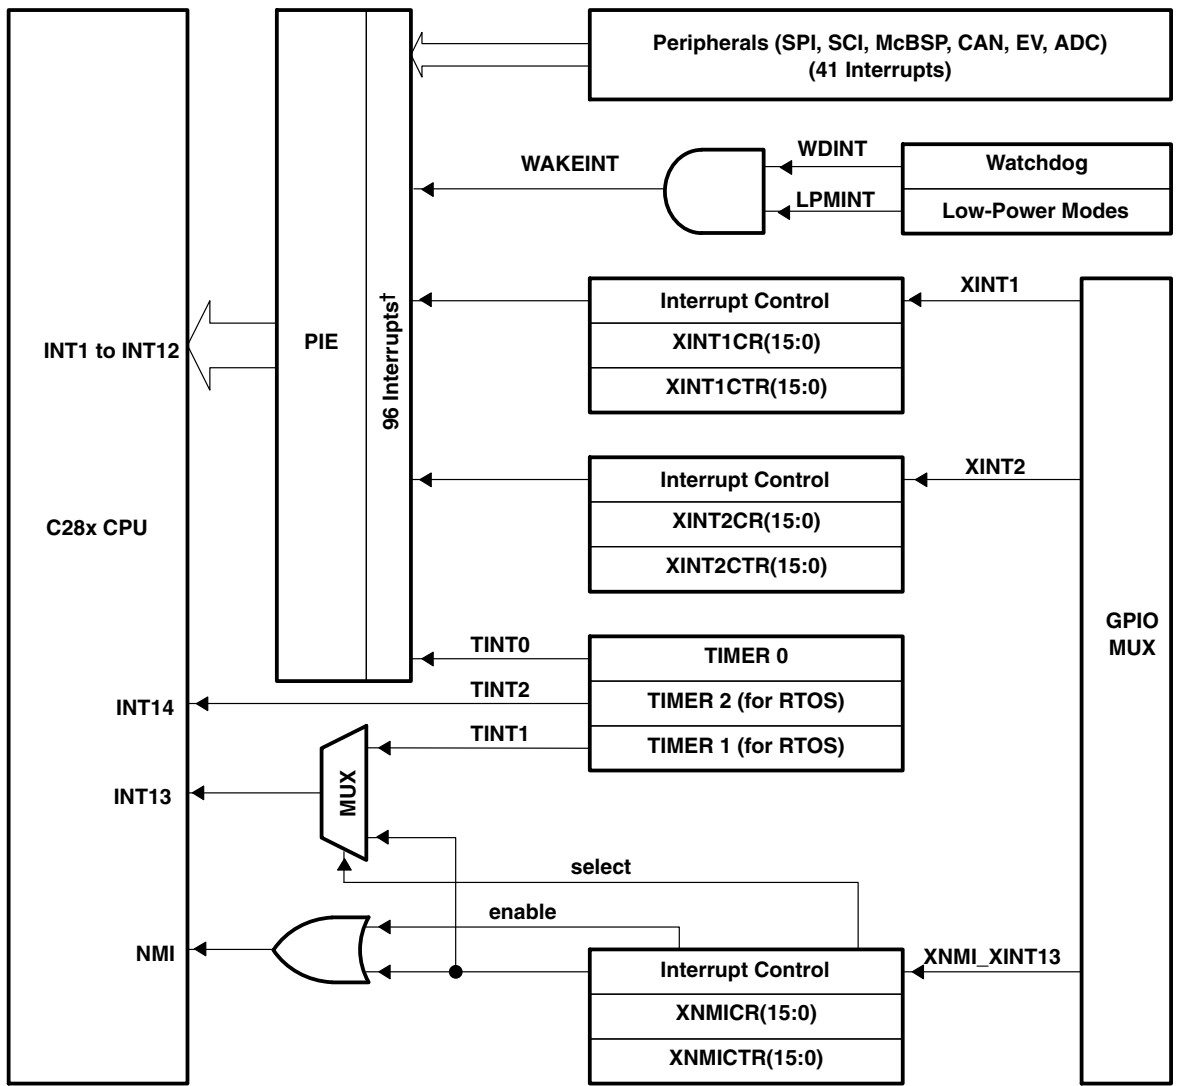 Peripherals (SPI, SCI, McBSP, CAN, EV, ADC)
(41 Interrupts)
WAKEINT
WDINT
LPMINT
Watchdog
Low-Power Modes
INT1 to INT12
PIE
96 Interrupts†
Interrupt Control
XINT1CR(15:0)
XINT1CTR(15:0)
XINT1
Interrupt Control
XINT2CR(15:0)
XINT2CTR(15:0)
XINT2
C28x CPU
GPIO
MUX
TINT0
TIMER 0
INT14
TINT2
TIMER 2 (for RTOS)
TINT1
TIMER 1 (for RTOS)
INT13
MUX
select
enable
NMI
Interrupt Control
XNMICR(15:0)
XNMICTR(15:0)
XNMI_XINT13